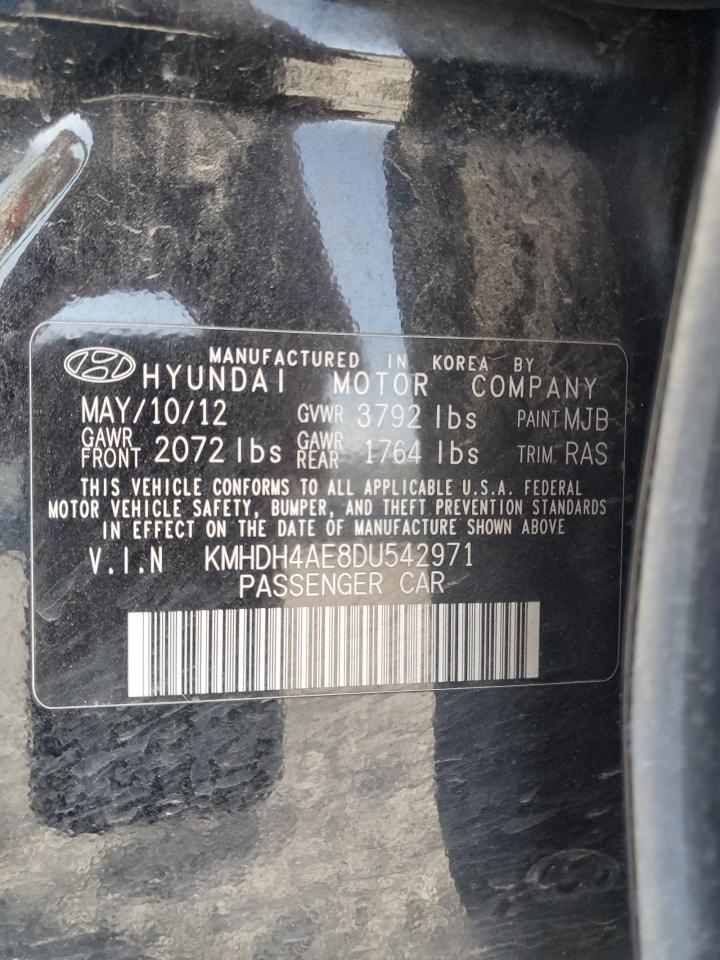 MANUFACTURED IN KOREA BY
HYUNDAI MOTOR COMPANY
MAY/10/12 GVWR 3792 lbs PAINT MJB
GAWR FRONT 2072 lbs GAWR REAR 1764 lbs TRIM RAS
THIS VEHICLE CONFORMS TO ALL APPLICABLE U.S.A. FEDERAL
MOTOR VEHICLE SAFETY, BUMPER, AND THEFT PREVENTION STANDARDS
IN EFFECT ON THE DATE OF MANUFACTURE SHOWN ABOVE
V.I.N KMHDH4AE8DU542971
PASSENGER CAR